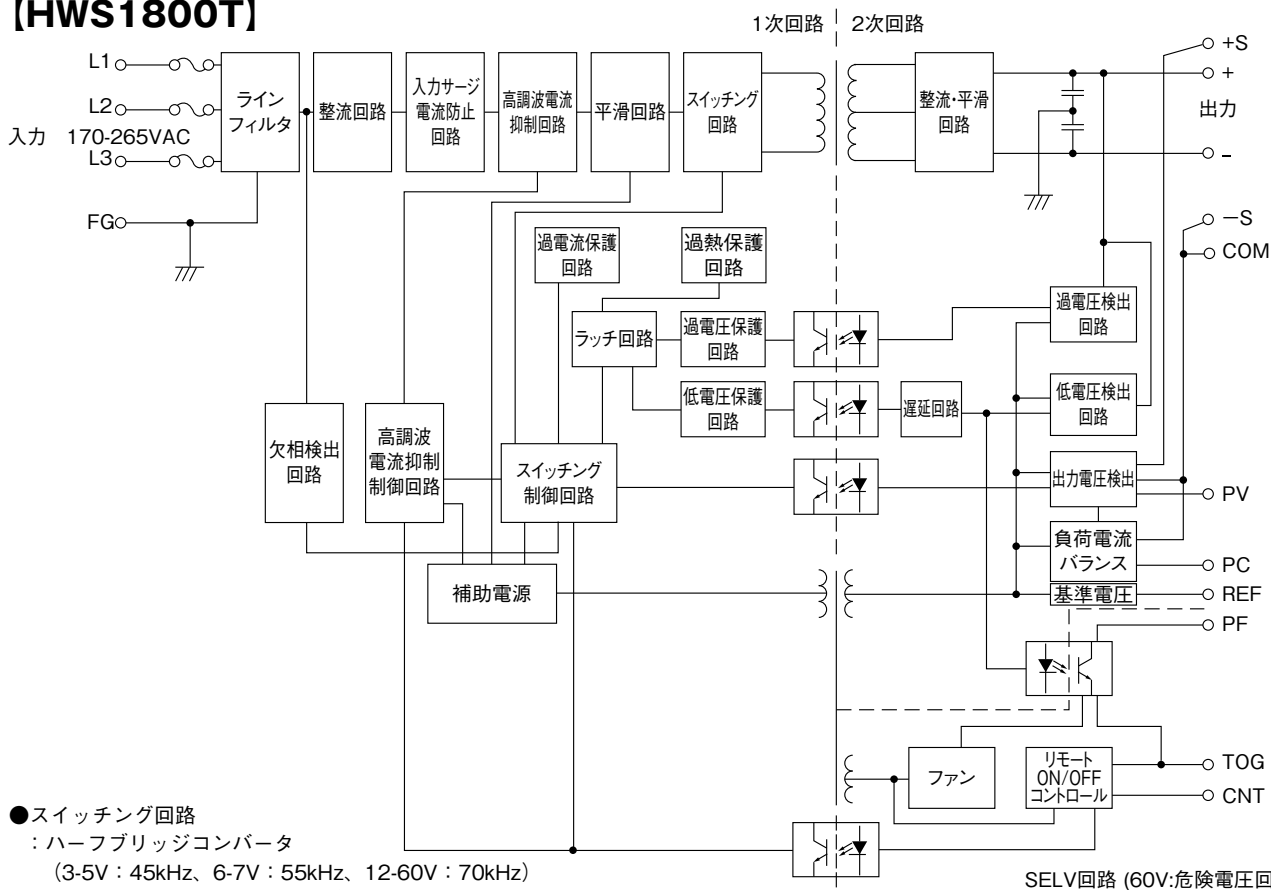 【HWS1800T】
1次回路
2次回路
L1
L2
入力 170-265VAC
L3
FG
ライン
フィルタ
整流回路
入力サージ
電流防止
回路
高調波電流
抑制回路
平滑回路
スイッチング
回路
整流・平滑
回路
+S
+
出力
−
−S
COM
過電流保護
回路
過熱保護
回路
ラッチ回路
過電圧保護
回路
過電圧検出
回路
低電圧保護
回路
遅延回路
低電圧検出
回路
欠相検出
回路
高調波
電流抑制
制御回路
スイッチング
制御回路
出力電圧検出
PV
負荷電流
バランス
PC
補助電源
基準電圧
REF
PF
ファン
リモート
ON/OFF
コントロール
TOG
CNT
●スイッチング回路
：ハーフブリッジコンバータ
（3-5V：45kHz、6-7V：55kHz、12-60V：70kHz）
SELV回路 (60V:危険電圧回